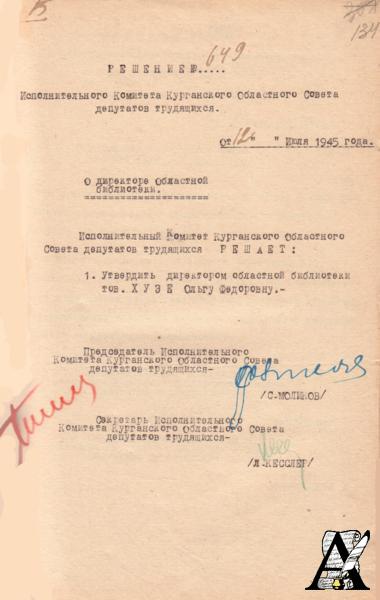 134
649
Р Е Ш Е Н И Е №.....
Исполнительного Комитета Курганского Областного Совета
депутатов трудящихся.
От "12" Июля 1945 года.
О директоре Областной
библиотеки.
====================
Исполнительный Комитет Курганского Областного
Совета депутатов трудящихся Р Е Ш А Е Т :
1. Утвердить директором областной библиотеки
тов. Х У З Е Ольгу Федоровну.-
Председатель Исполнительного
Комитета Курганского Областного Совета
депутатов трудящихся-
/С.МОЛИКОВ/
Секретарь Исполнительного
Комитета Курганского Областного Совета
депутатов трудящихся-
/Л.КЕССЛЕР/